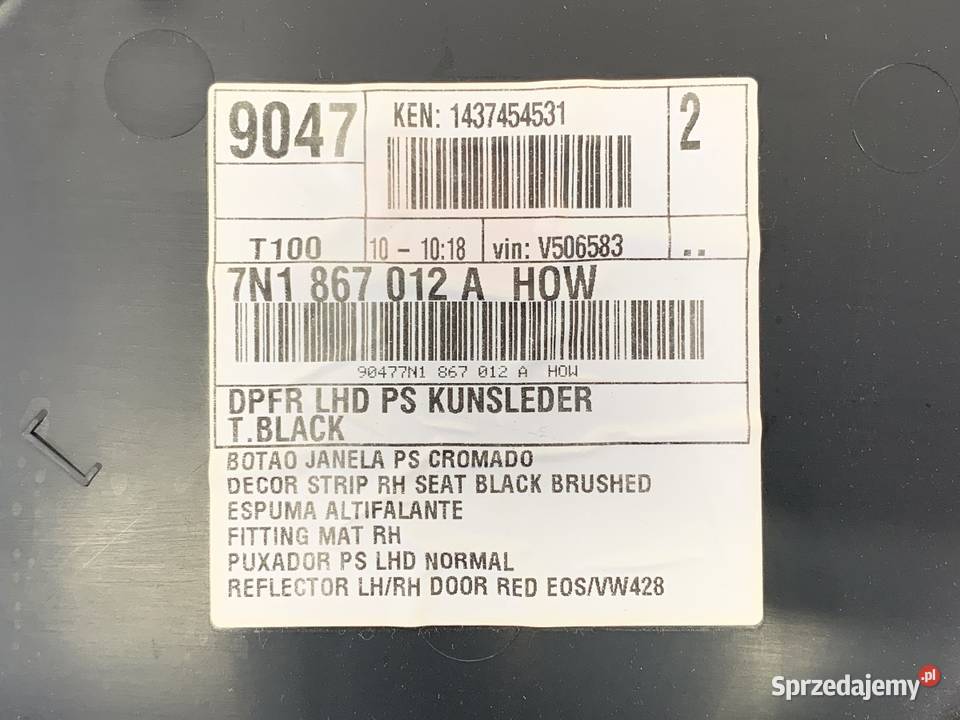 9047
KEN: 1437454531
2
T100
10 - 10:18
vin: V506583
..
7N1 867 012 A HOW
90477N1 867 012 A HOW
DPFR LHD PS KUNSLEDER
T.BLACK
BOTAO JANELA PS CROMADO
DECOR STRIP RH SEAT BLACK BRUSHED
ESPUMA ALTIFALANTE
FITTING MAT RH
PUXADOR PS LHD NORMAL
REFLECTOR LH/RH DOOR RED EOS/VW428
Sprzedajemy.pl